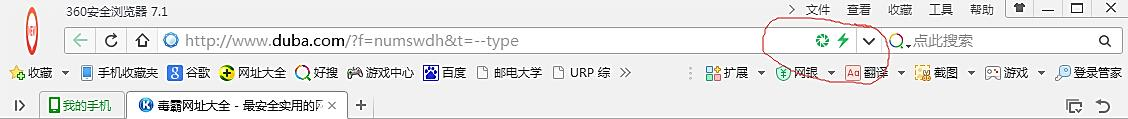 360安全浏览器 7.1 文件 查看 收藏 工具 帮助
http://www.duba.com/?f=numswdh&t=--type 点此搜索
收藏 手机收藏夹 谷歌 网址大全 好搜 游戏中心 百度 邮电大学 URP 综 扩展 网银 Aa 翻译 截图 游戏 登录管家
我的手机 K 毒霸网址大全 - 最安全实用的网